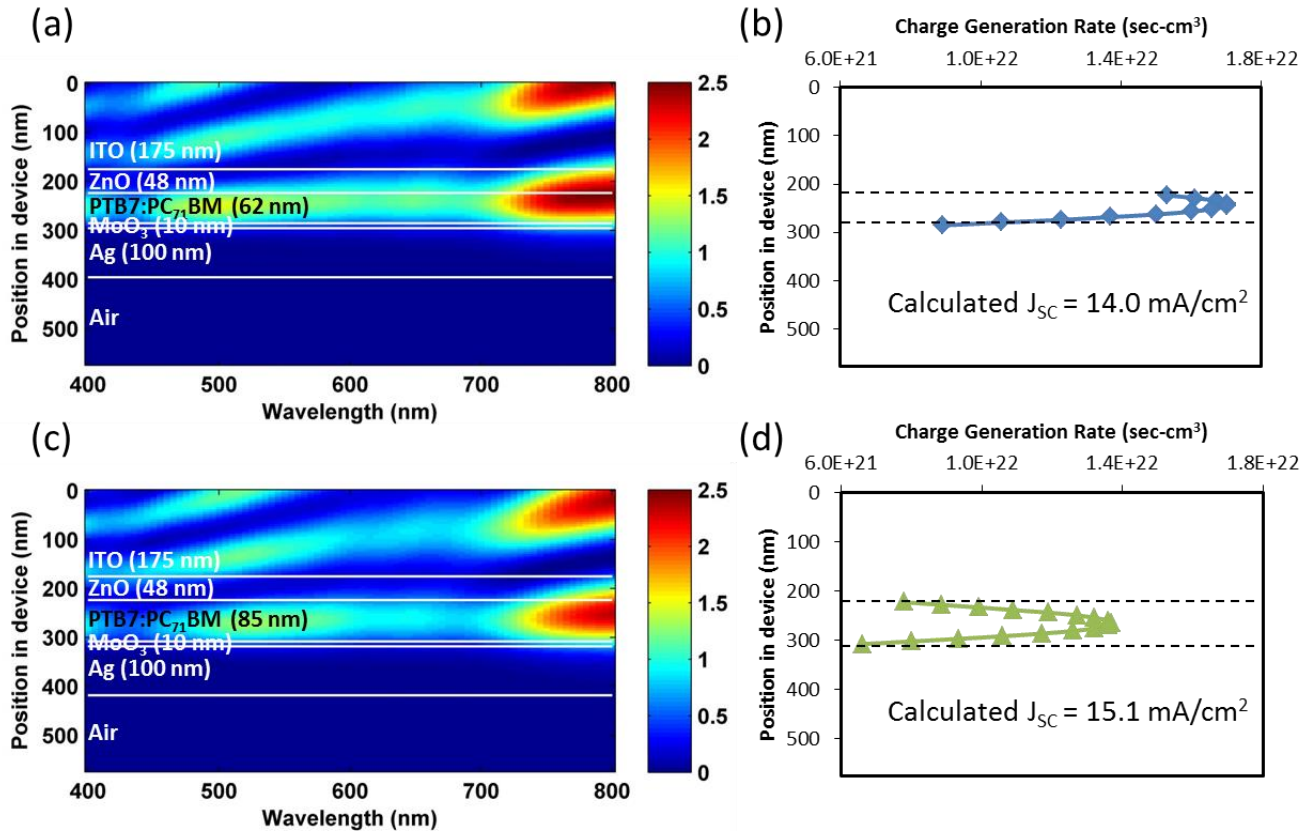 (a)
0
100
200
300
400
500
Position in device (nm)
ITO (175 nm)
ZnO (48 nm)
PTB7:PC71BM (62 nm)
MoO3 (10 nm)
Ag (100 nm)
Air
400 500 600 700 800
Wavelength (nm)
2.5
2
1.5
1
0.5
0
(b)
Charge Generation Rate (sec-cm³)
6.0E+21 1.0E+22 1.4E+22 1.8E+22
0
100
200
300
400
500
Position in device (nm)
Calculated JSC = 14.0 mA/cm²
(c)
0
100
200
300
400
500
Position in device (nm)
ITO (175 nm)
ZnO (48 nm)
PTB7:PC71BM (85 nm)
MoO3 (10 nm)
Ag (100 nm)
Air
400 500 600 700 800
Wavelength (nm)
2.5
2
1.5
1
0.5
0
(d)
Charge Generation Rate (sec-cm³)
6.0E+21 1.0E+22 1.4E+22 1.8E+22
0
100
200
300
400
500
Position in device (nm)
Calculated JSC = 15.1 mA/cm²